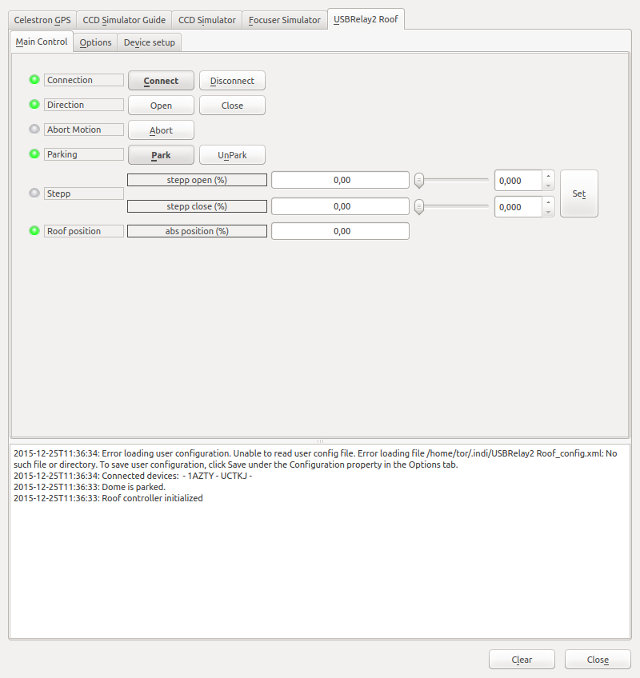 Celestron GPS CCD Simulator Guide CCD Simulator Focuser Simulator USBRelay2 Roof
Main Control Options Device setup
Connection Connect Disconnect
Direction Open Close
Abort Motion Abort
Parking Park UnPark
stepp open (%) 0,00 0,000
Stepp Set
stepp close (%) 0,00 0,000
Roof position abs position (%) 0,00
2015-12-25T11:36:34: Error loading user configuration. Unable to read user config file. Error loading file /home/tor/.indi/USBRelay2 Roof_config.xml: No
such file or directory. To save user configuration, click Save under the Configuration property in the Options tab.
2015-12-25T11:36:34: Connected devices:  - 1AZTY - UCTKJ -
2015-12-25T11:36:33: Dome is parked.
2015-12-25T11:36:33: Roof controller initialized
Clear Close